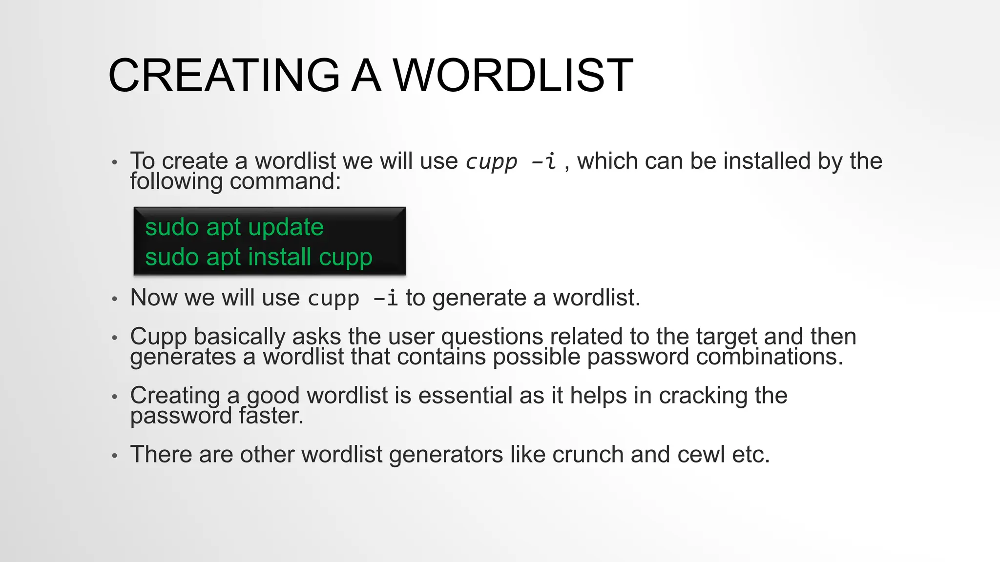 CREATING A WORDLIST
• To create a wordlist we will use cupp –i , which can be installed by the
following command:
sudo apt update
sudo apt install cupp
• Now we will use cupp –i to generate a wordlist.
• Cupp basically asks the user questions related to the target and then
generates a wordlist that contains possible password combinations.
• Creating a good wordlist is essential as it helps in cracking the
password faster.
• There are other wordlist generators like crunch and cewl etc.